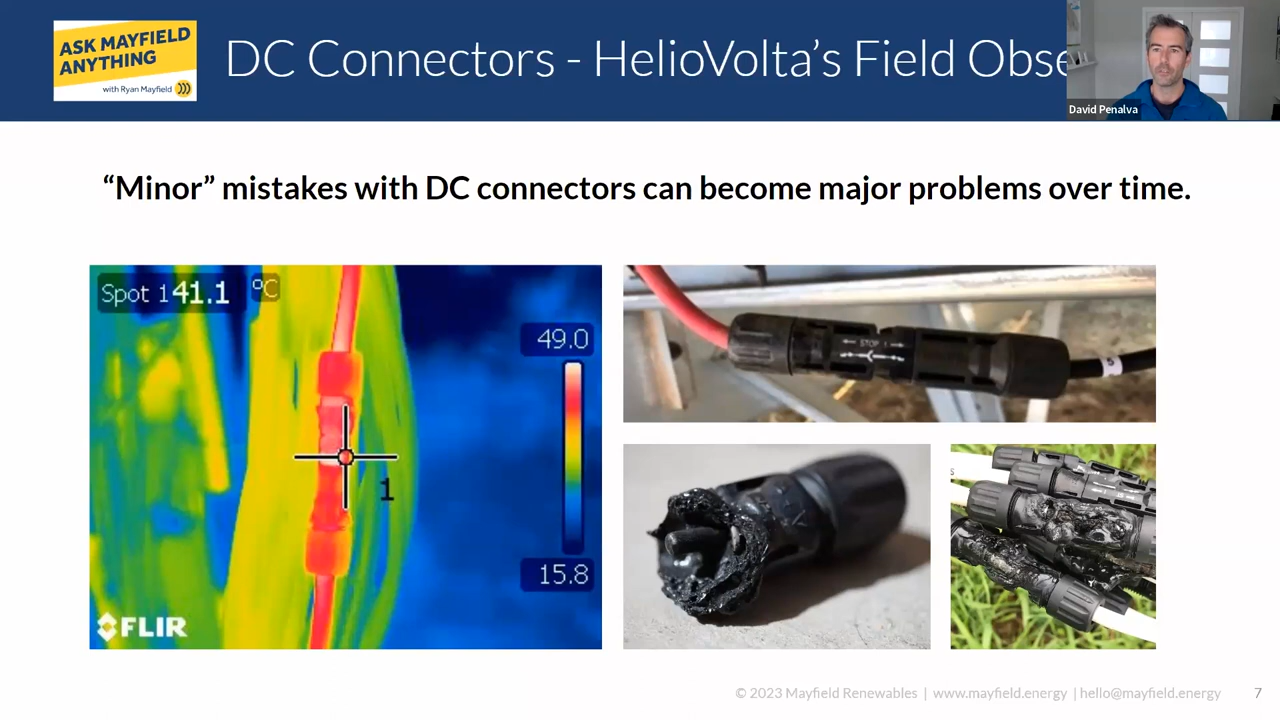 ASK MAYFIELD
ANYTHING
with Ryan Mayfield
DC Connectors - HelioVolta’s Field Obse
David Penalva
“Minor” mistakes with DC connectors can become major problems over time.
Spot 1 41.1 °C
49.0
1
15.8
FLIR
STOP !
© 2023 Mayfield Renewables | www.mayfield.energy | hello@mayfield.energy 7